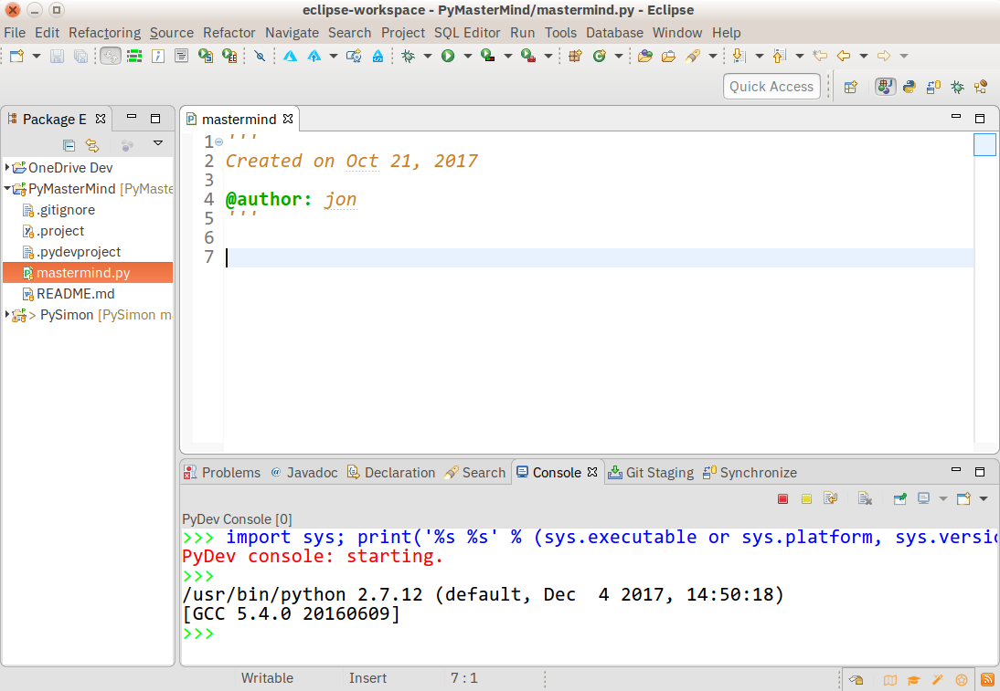 eclipse-workspace - PyMasterMind/mastermind.py - Eclipse
File Edit Refactoring Source Refactor Navigate Search Project SQL Editor Run Tools Database Window Help
Quick Access
Package E
mastermind
OneDrive Dev
PyMasterMind [PyMaste
.gitignore
.project
.pydevproject
mastermind.py
README.md
> PySimon [PySimon m
1 '''
2 Created on Oct 21, 2017
3
4 @author: jon
5 '''
6
7
Problems @ Javadoc Declaration Search Console Git Staging Synchronize
PyDev Console [0]
>>> import sys; print('%s %s' % (sys.executable or sys.platform, sys.versio
PyDev console: starting.
>>>
/usr/bin/python 2.7.12 (default, Dec  4 2017, 14:50:18)
[GCC 5.4.0 20160609]
>>>
Writable Insert 7 : 1